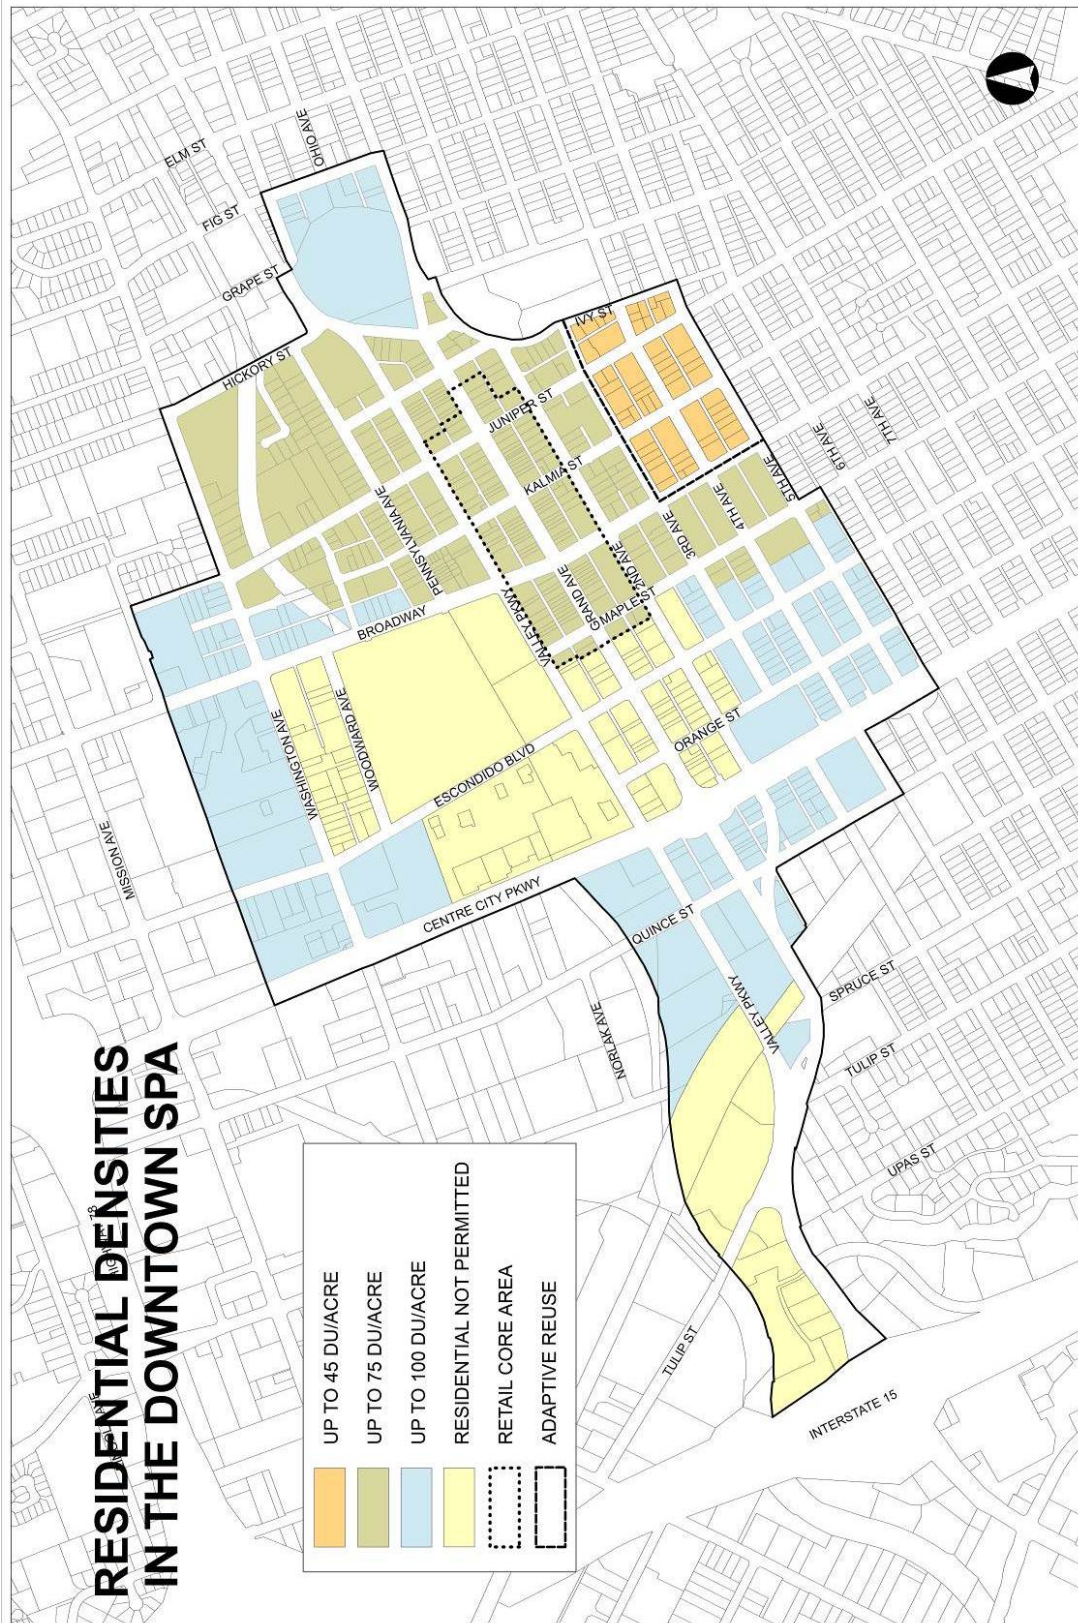 RESIDENTIAL DENSITIES
IN THE DOWNTOWN SPA
UP TO 45 DU/ACRE
UP TO 75 DU/ACRE
UP TO 100 DU/ACRE
RESIDENTIAL NOT PERMITTED
RETAIL CORE AREA
ADAPTIVE REUSE
ELM ST
OHIO AVE
FIG ST
GRAPE ST
HICKORY ST
IVY ST
JUNIPER ST
KALMIA ST
PENNSYLVANIA AVE
BROADWAY
VALLEY PKWY
GRAND AVE
2ND AVE
MAPLE ST
3RD AVE
4TH AVE
5TH AVE
6TH AVE
7TH AVE
WASHINGTON AVE
WOODWARD AVE
ESCONDIDO BLVD
ORANGE ST
MISSION AVE
CENTRE CITY PKWY
QUINCE ST
NORLAK AVE
VALLEY PKWY
SPRUCE ST
TULIP ST
UPAS ST
TULIP ST
INTERSTATE 15